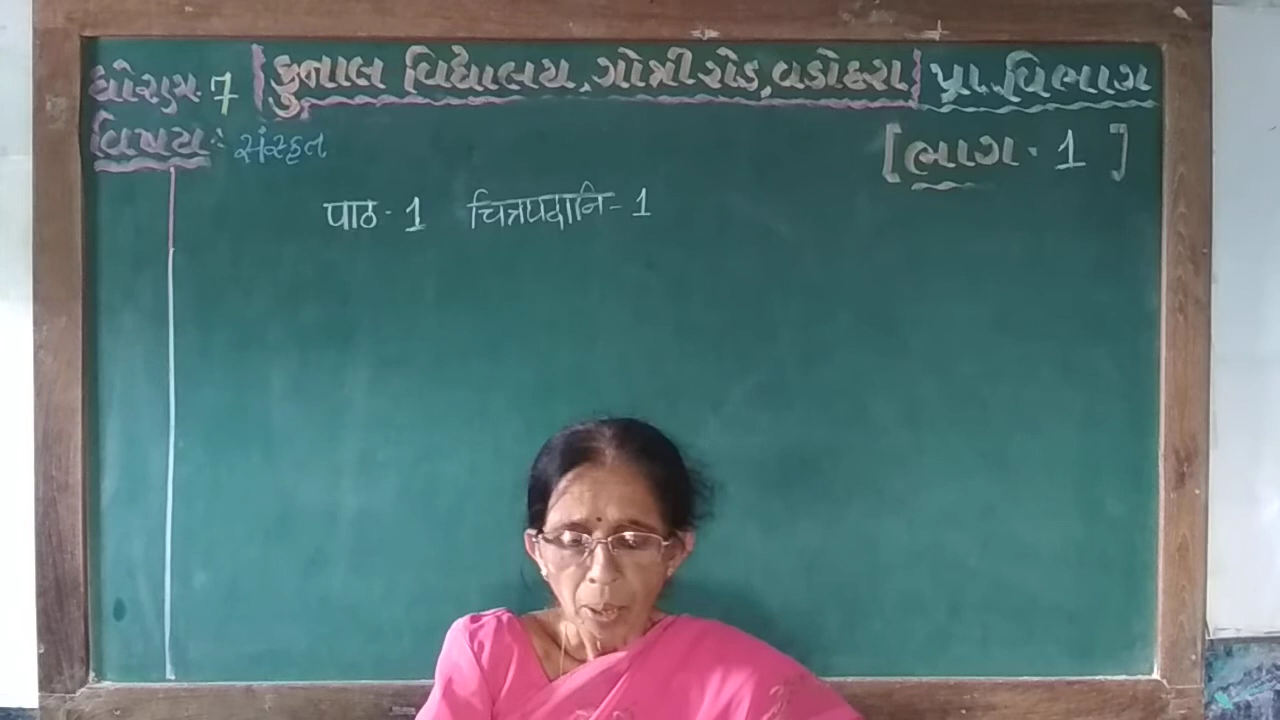 ધોરણ. 7 કુનાલ વિદ્યાલય, ગોત્રી રોડ, વડોદરા પ્રા. વિભાગ
વિષય: સંસ્કૃત [ભાગ - 1]
पाठ - 1 चित्रपदानि - 1